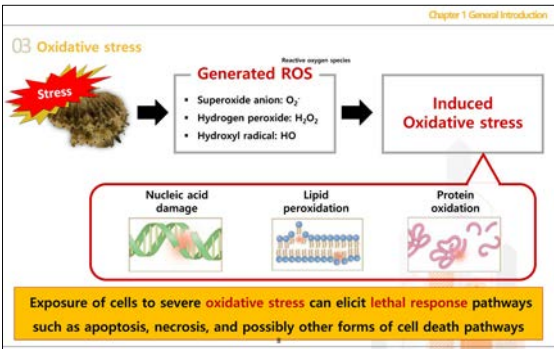 Chapter 1 General Introduction
03 Oxidative stress
Reactive oxygen species
Stress
Generated ROS
▪ Superoxide anion: O₂⁻
▪ Hydrogen peroxide: H₂O₂
▪ Hydroxyl radical: HO
Induced
Oxidative stress
Nucleic acid
damage
Lipid
peroxidation
Protein
oxidation
Exposure of cells to severe oxidative stress can elicit lethal response pathways
such as apoptosis, necrosis, and possibly other forms of cell death pathways
8